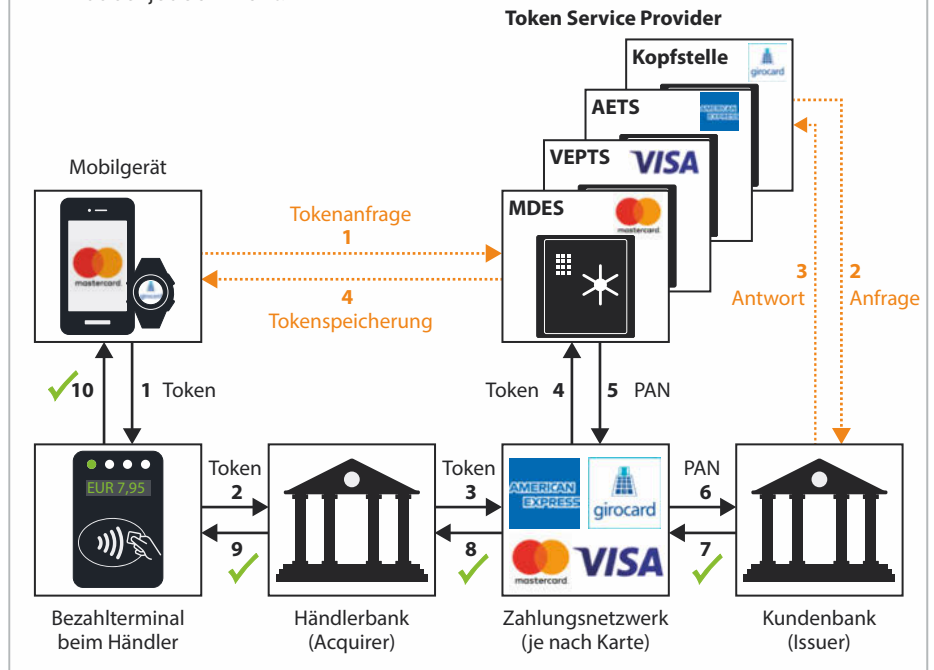 Token Service Provider
Kopfstelle
girocard
AETS
AMERICAN
EXPRESS
VEPTS
VISA
MDES
mastercard.
Mobilgerät
mastercard.
girocard
Tokenanfrage
1
4
Tokenspeicherung
3
Antwort
2
Anfrage
10
1 Token
Token 4
5 PAN
EUR 7,95
Token
2
9
Token
3
8
AMERICAN
EXPRESS
girocard
mastercard.
VISA
PAN
6
7
Bezahlterminal
beim Händler
Händlerbank
(Acquirer)
Zahlungsnetzwerk
(je nach Karte)
Kundenbank
(Issuer)